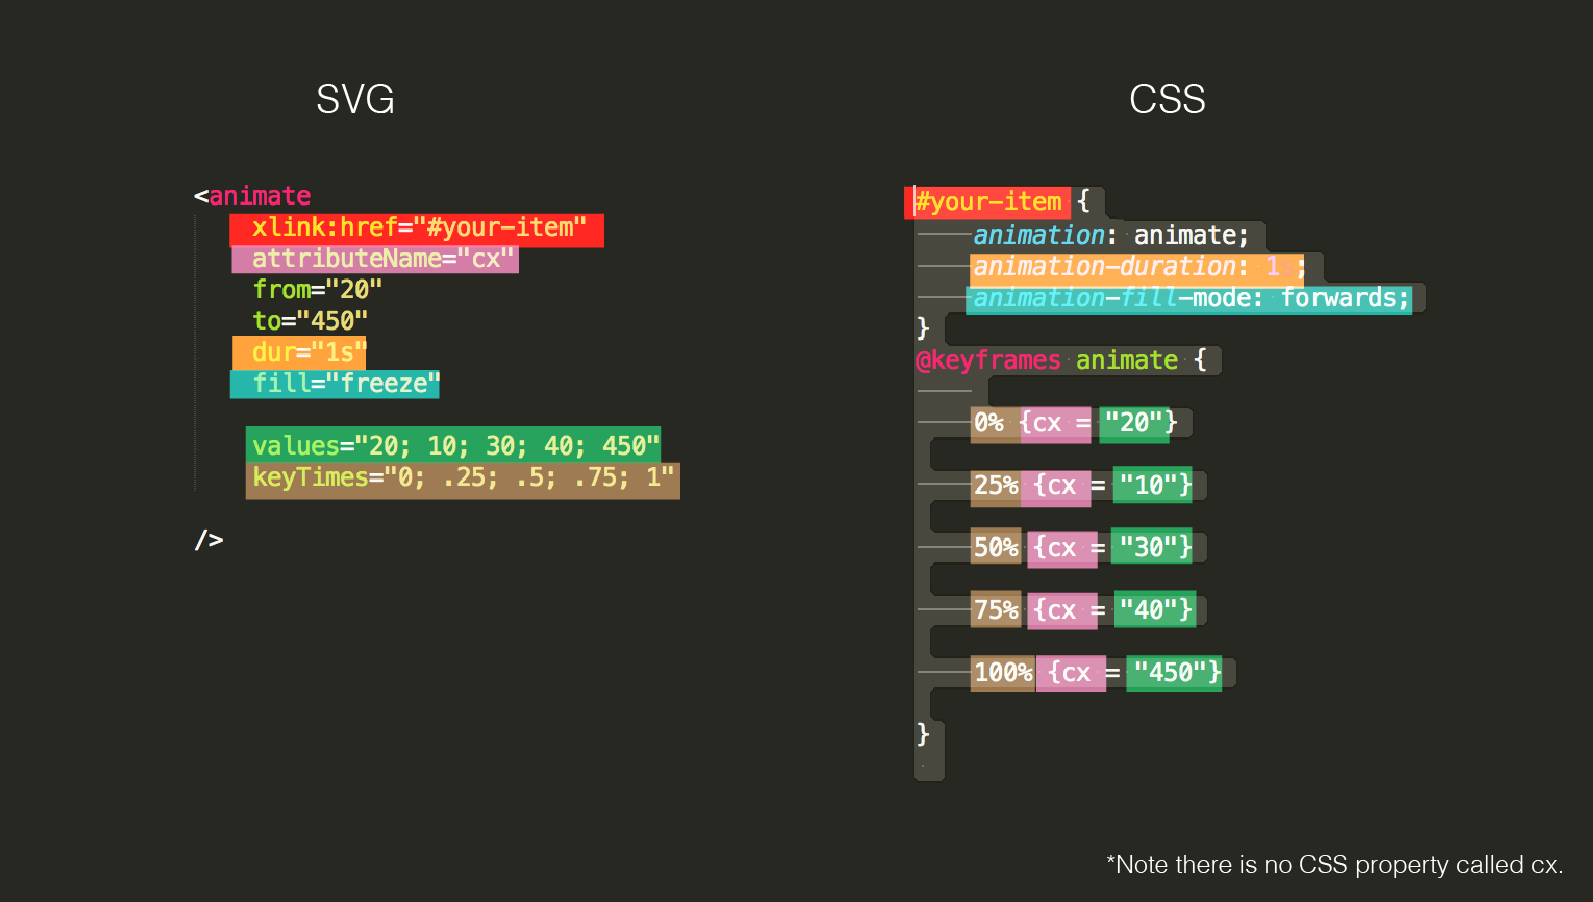 SVG
<animate
xlink:href="#your-item"
attributeName="cx"
from="20"
to="450"
dur="1s"
fill="freeze"
values="20; 10; 30; 40; 450"
keyTimes="0; .25; .5; .75; 1"
/>
CSS
#your-item {
animation: animate;
animation-duration: 1s;
animation-fill-mode: forwards;
}
@keyframes animate {
0% {cx = "20"}
25% {cx = "10"}
50% {cx = "30"}
75% {cx = "40"}
100% {cx = "450"}
}
*Note there is no CSS property called cx.